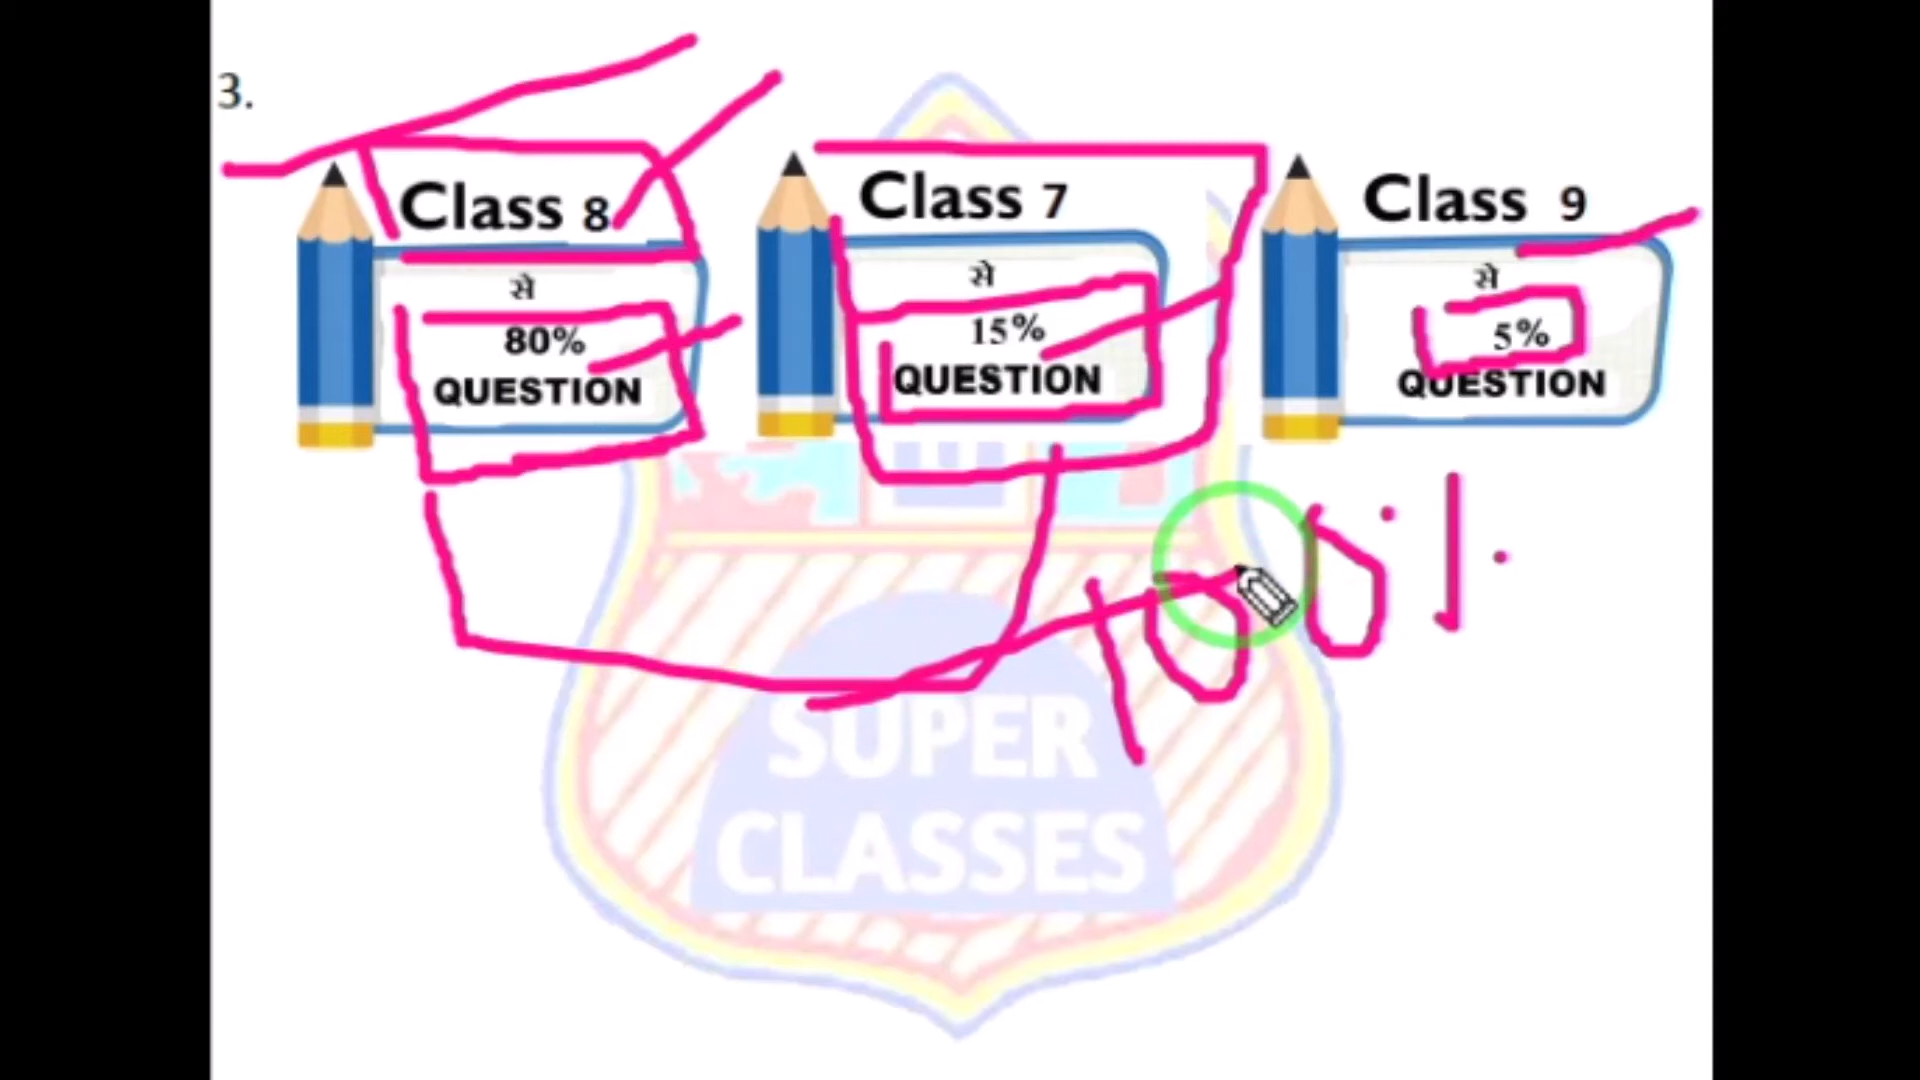 3.
Class 8
से
80%
QUESTION
Class 7
से
15%
QUESTION
Class 9
से
5%
QUESTION
100%
SUPER
CLASSES